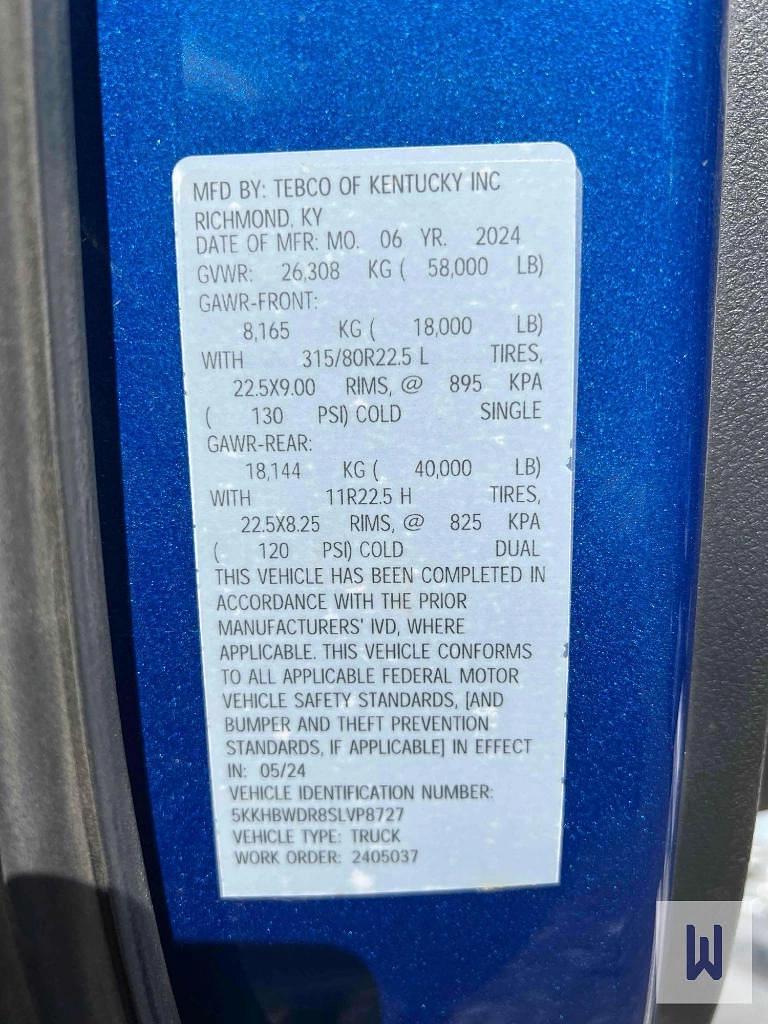 MFD BY: TEBCO OF KENTUCKY INC
RICHMOND, KY
DATE OF MFR: MO. 06 YR. 2024
GVWR: 26,308 KG ( 58,000 LB)
GAWR-FRONT:
8,165 KG ( 18,000 LB)
WITH 315/80R22.5 L TIRES,
22.5X9.00 RIMS, @ 895 KPA
( 130 PSI) COLD SINGLE
GAWR-REAR:
18,144 KG ( 40,000 LB)
WITH 11R22.5 H TIRES,
22.5X8.25 RIMS, @ 825 KPA
( 120 PSI) COLD DUAL
THIS VEHICLE HAS BEEN COMPLETED IN
ACCORDANCE WITH THE PRIOR
MANUFACTURERS' IVD, WHERE
APPLICABLE. THIS VEHICLE CONFORMS
TO ALL APPLICABLE FEDERAL MOTOR
VEHICLE SAFETY STANDARDS, [AND
BUMPER AND THEFT PREVENTION
STANDARDS, IF APPLICABLE] IN EFFECT
IN: 05/24
VEHICLE IDENTIFICATION NUMBER:
5KKHBWDR8SLVP8727
VEHICLE TYPE: TRUCK
WORK ORDER: 2405037
W